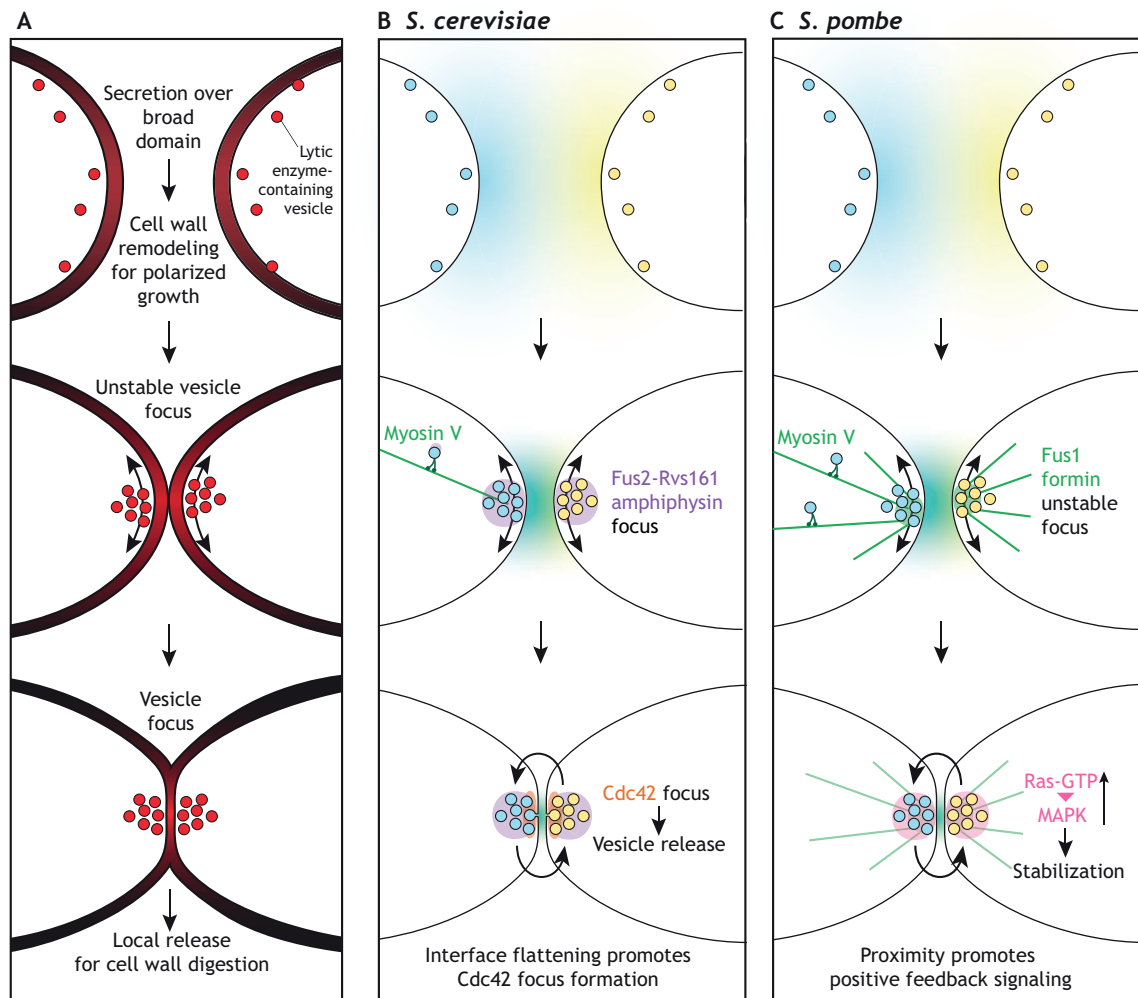 A
Secretion over
broad
domain
Lytic
enzyme-
containing
vesicle
Cell wall
remodeling
for polarized
growth
Unstable vesicle
focus
Vesicle
focus
Local release
for cell wall digestion
B S. cerevisiae
Myosin V
Fus2-Rvs161
amphiphysin
focus
Cdc42 focus
Vesicle release
Interface flattening promotes
Cdc42 focus formation
C S. pombe
Myosin V
Fus1
formin
unstable
focus
Ras-GTP
MAPK
Stabilization
Proximity promotes
positive feedback signaling